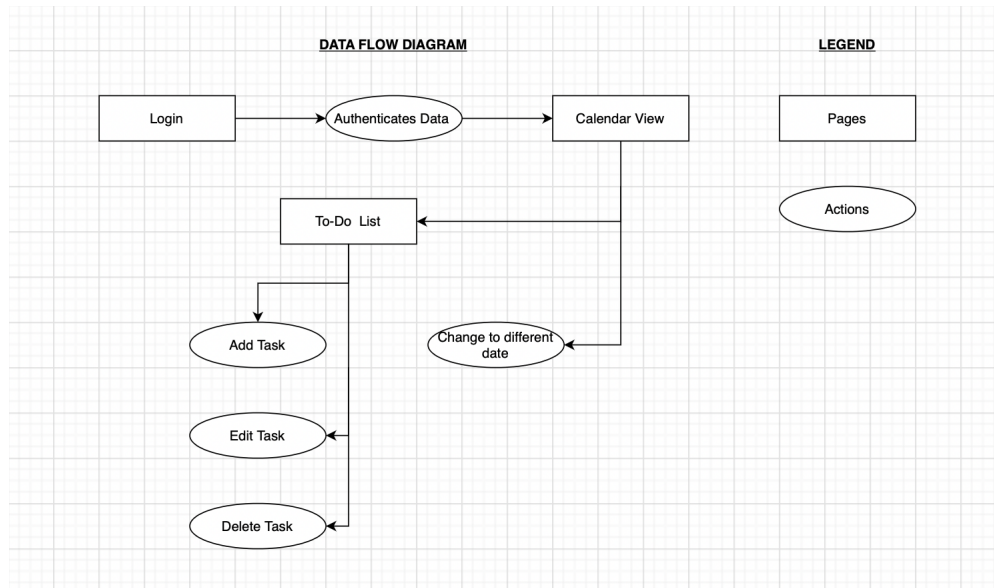 DATA FLOW DIAGRAM
LEGEND
Login
Authenticates Data
Calendar View
Pages
To-Do List
Actions
Add Task
Change to different
date
Edit Task
Delete Task